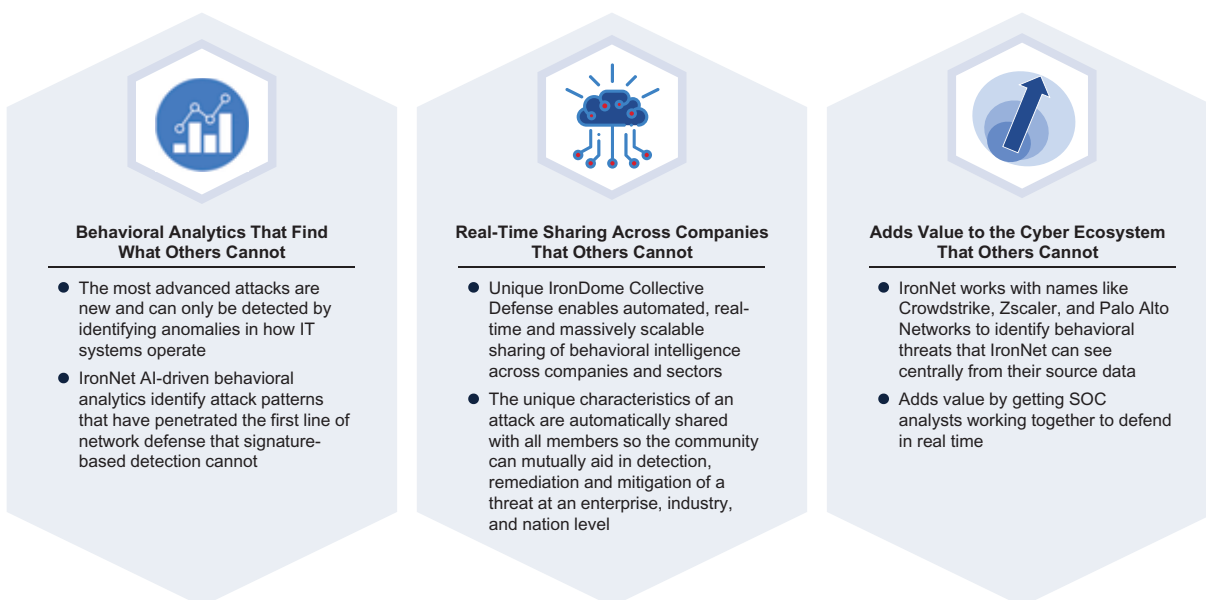 Behavioral Analytics That Find
What Others Cannot
● The most advanced attacks are
new and can only be detected by
identifying anomalies in how IT
systems operate
● IronNet AI-driven behavioral
analytics identify attack patterns
that have penetrated the first line of
network defense that signature-
based detection cannot
Real-Time Sharing Across Companies
That Others Cannot
● Unique IronDome Collective
Defense enables automated, real-
time and massively scalable
sharing of behavioral intelligence
across companies and sectors
● The unique characteristics of an
attack are automatically shared
with all members so the community
can mutually aid in detection,
remediation and mitigation of a
threat at an enterprise, industry,
and nation level
Adds Value to the Cyber Ecosystem
That Others Cannot
● IronNet works with names like
Crowdstrike, Zscaler, and Palo Alto
Networks to identify behavioral
threats that IronNet can see
centrally from their source data
● Adds value by getting SOC
analysts working together to defend
in real time